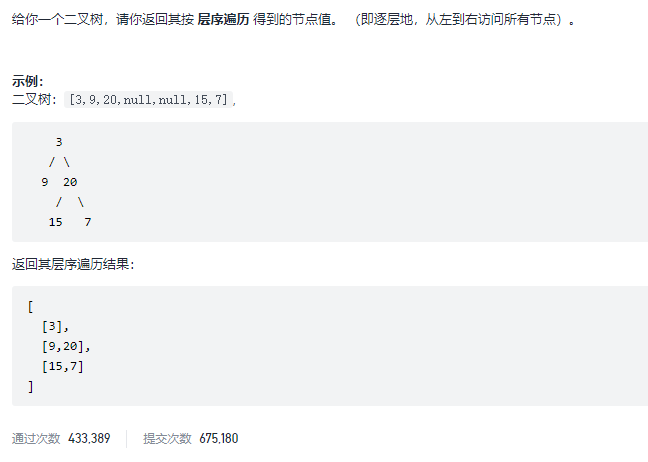 给你一个二叉树，请你返回其按 层序遍历 得到的节点值。 （即逐层地，从左到右访问所有节点）。
示例：
二叉树：[3,9,20,null,null,15,7],
3
/ \
9 20
/ \
15 7
返回其层序遍历结果：
[
[3],
[9,20],
[15,7]
]
通过次数 433,389 提交次数 675,180